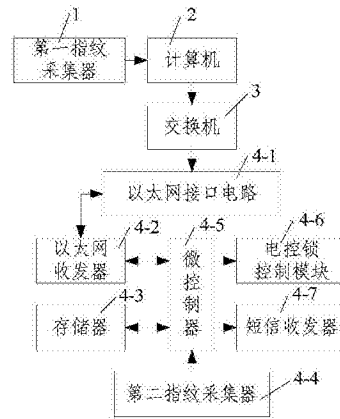 1
第一指纹
采集器
2
计算机
3
交换机
4-1
以太网接口电路
4-2
以太网
收发器
4-5
微控制器
4-6
电控锁
控制模块
4-3
存储器
4-7
短信收发器
第二指纹采集器
4-4